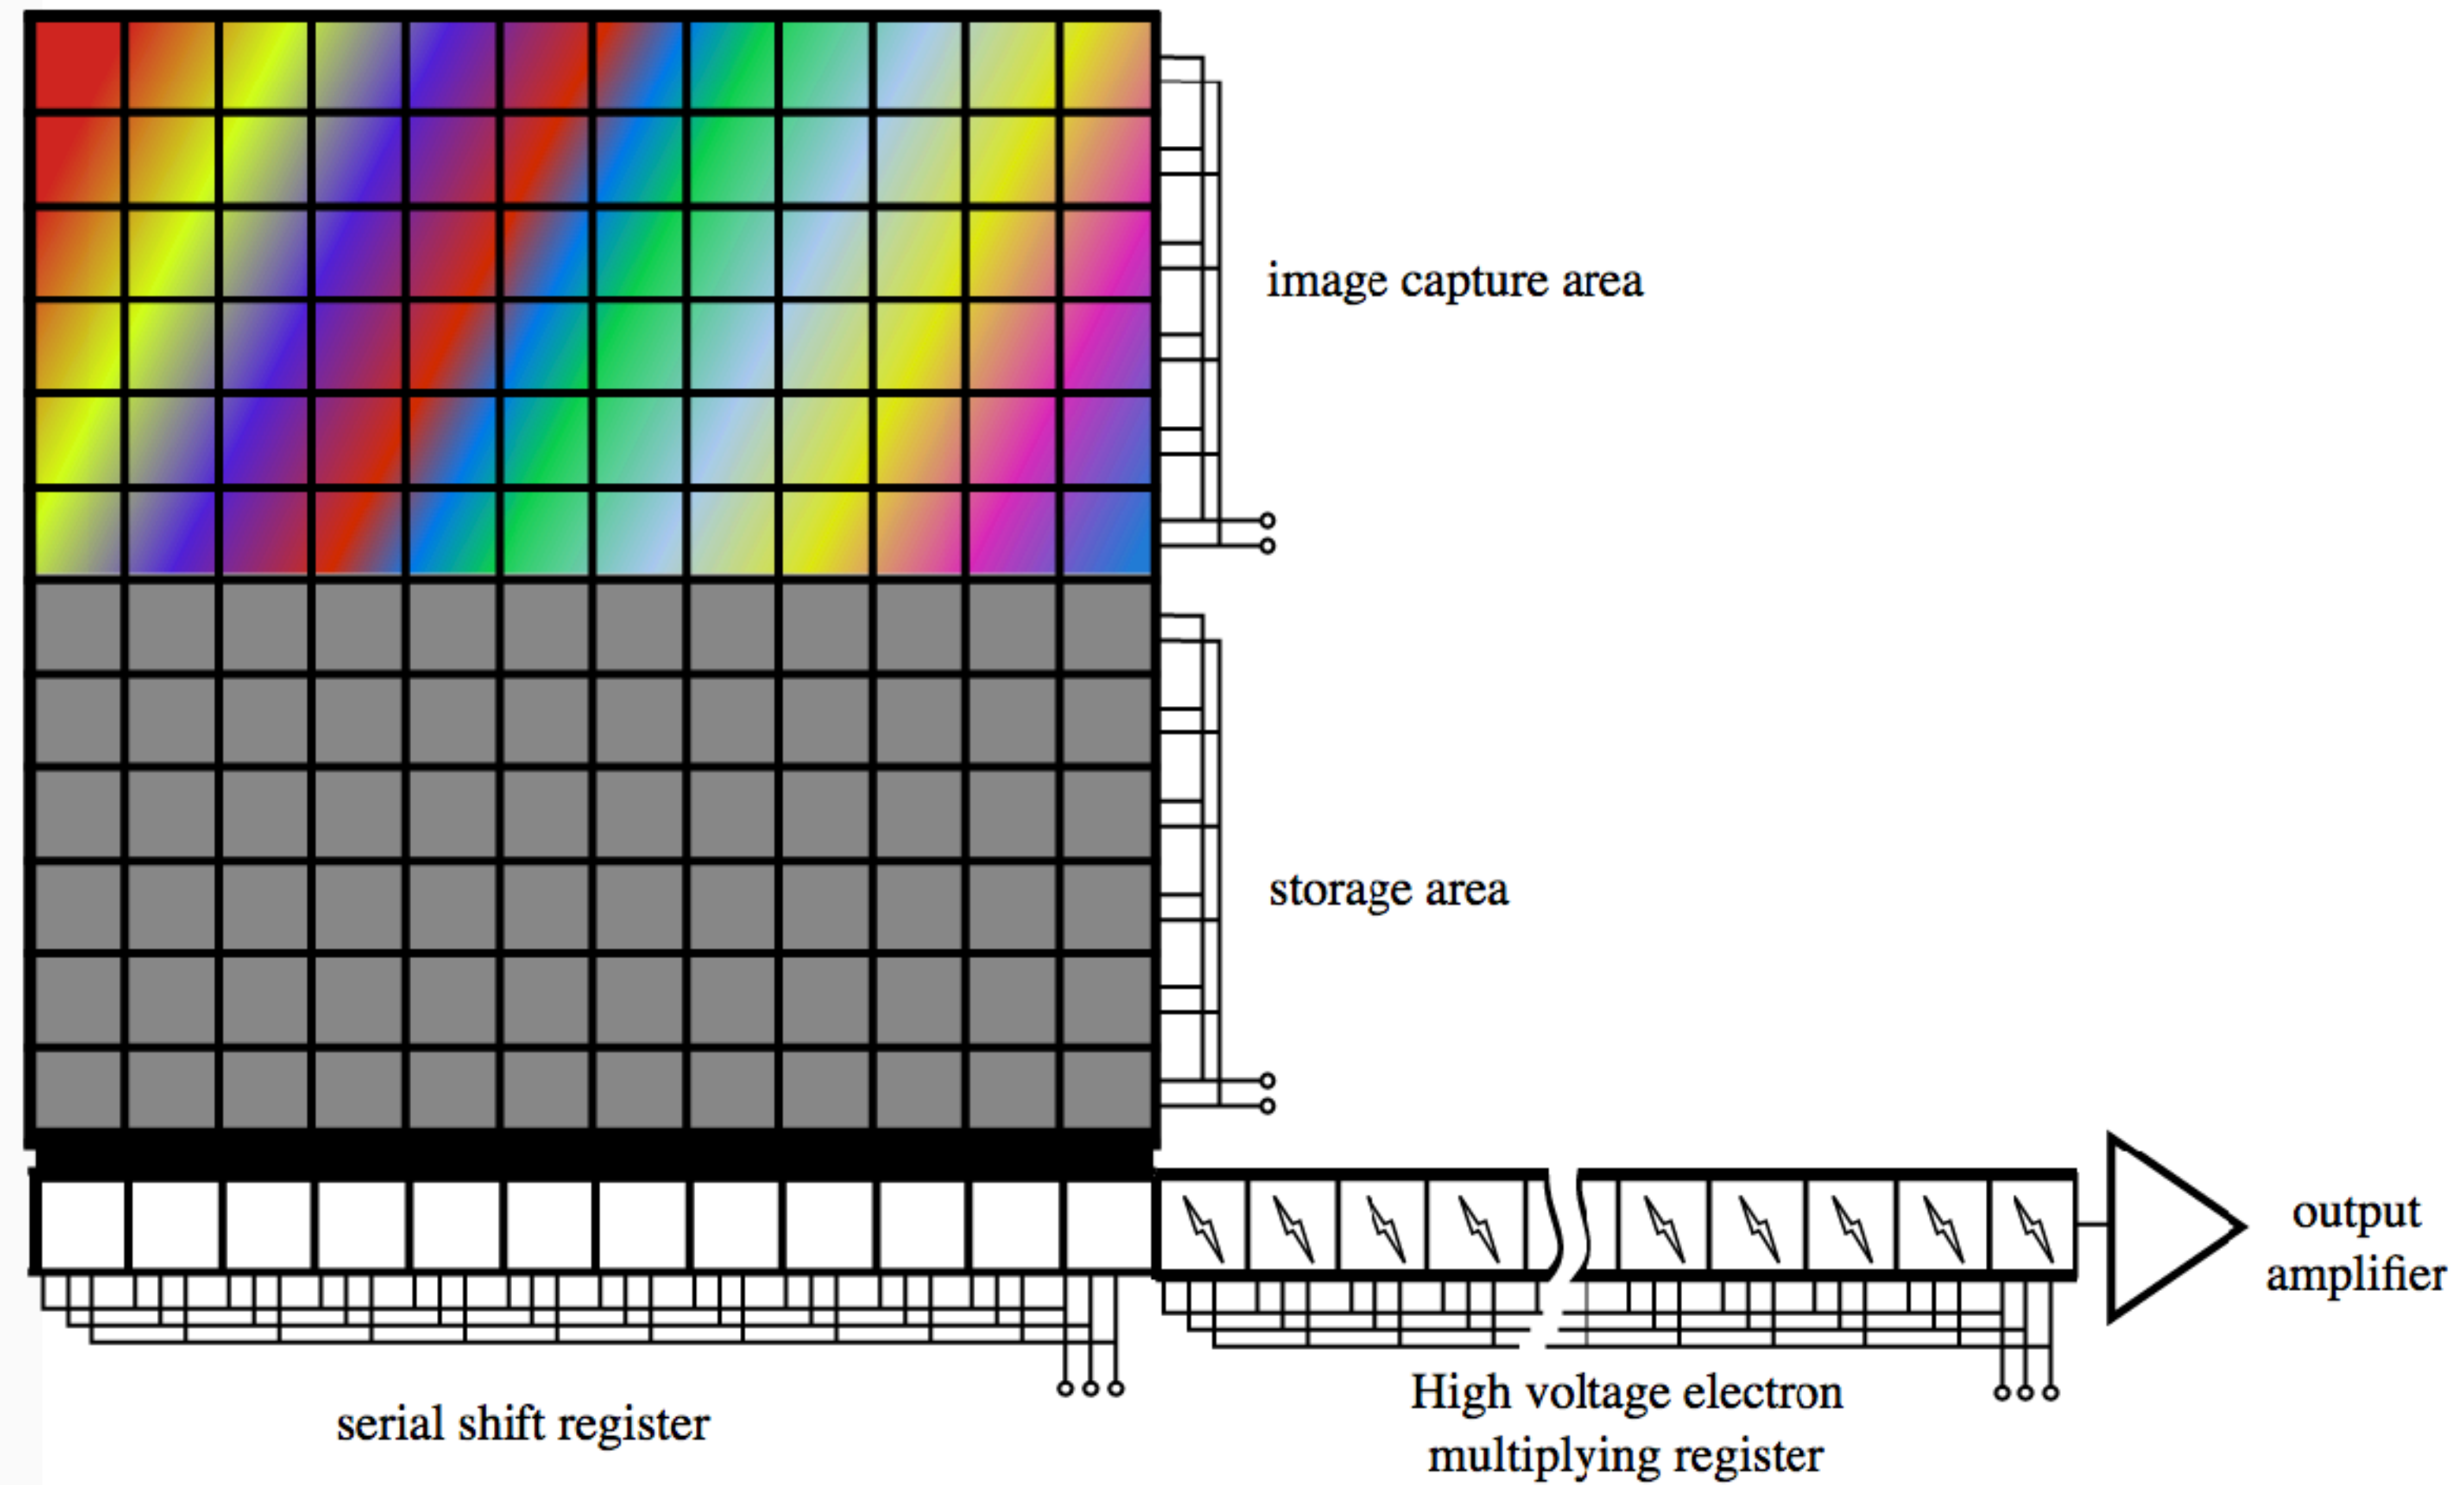 image capture area
storage area
output
amplifier
High voltage electron
multiplying register
serial shift register